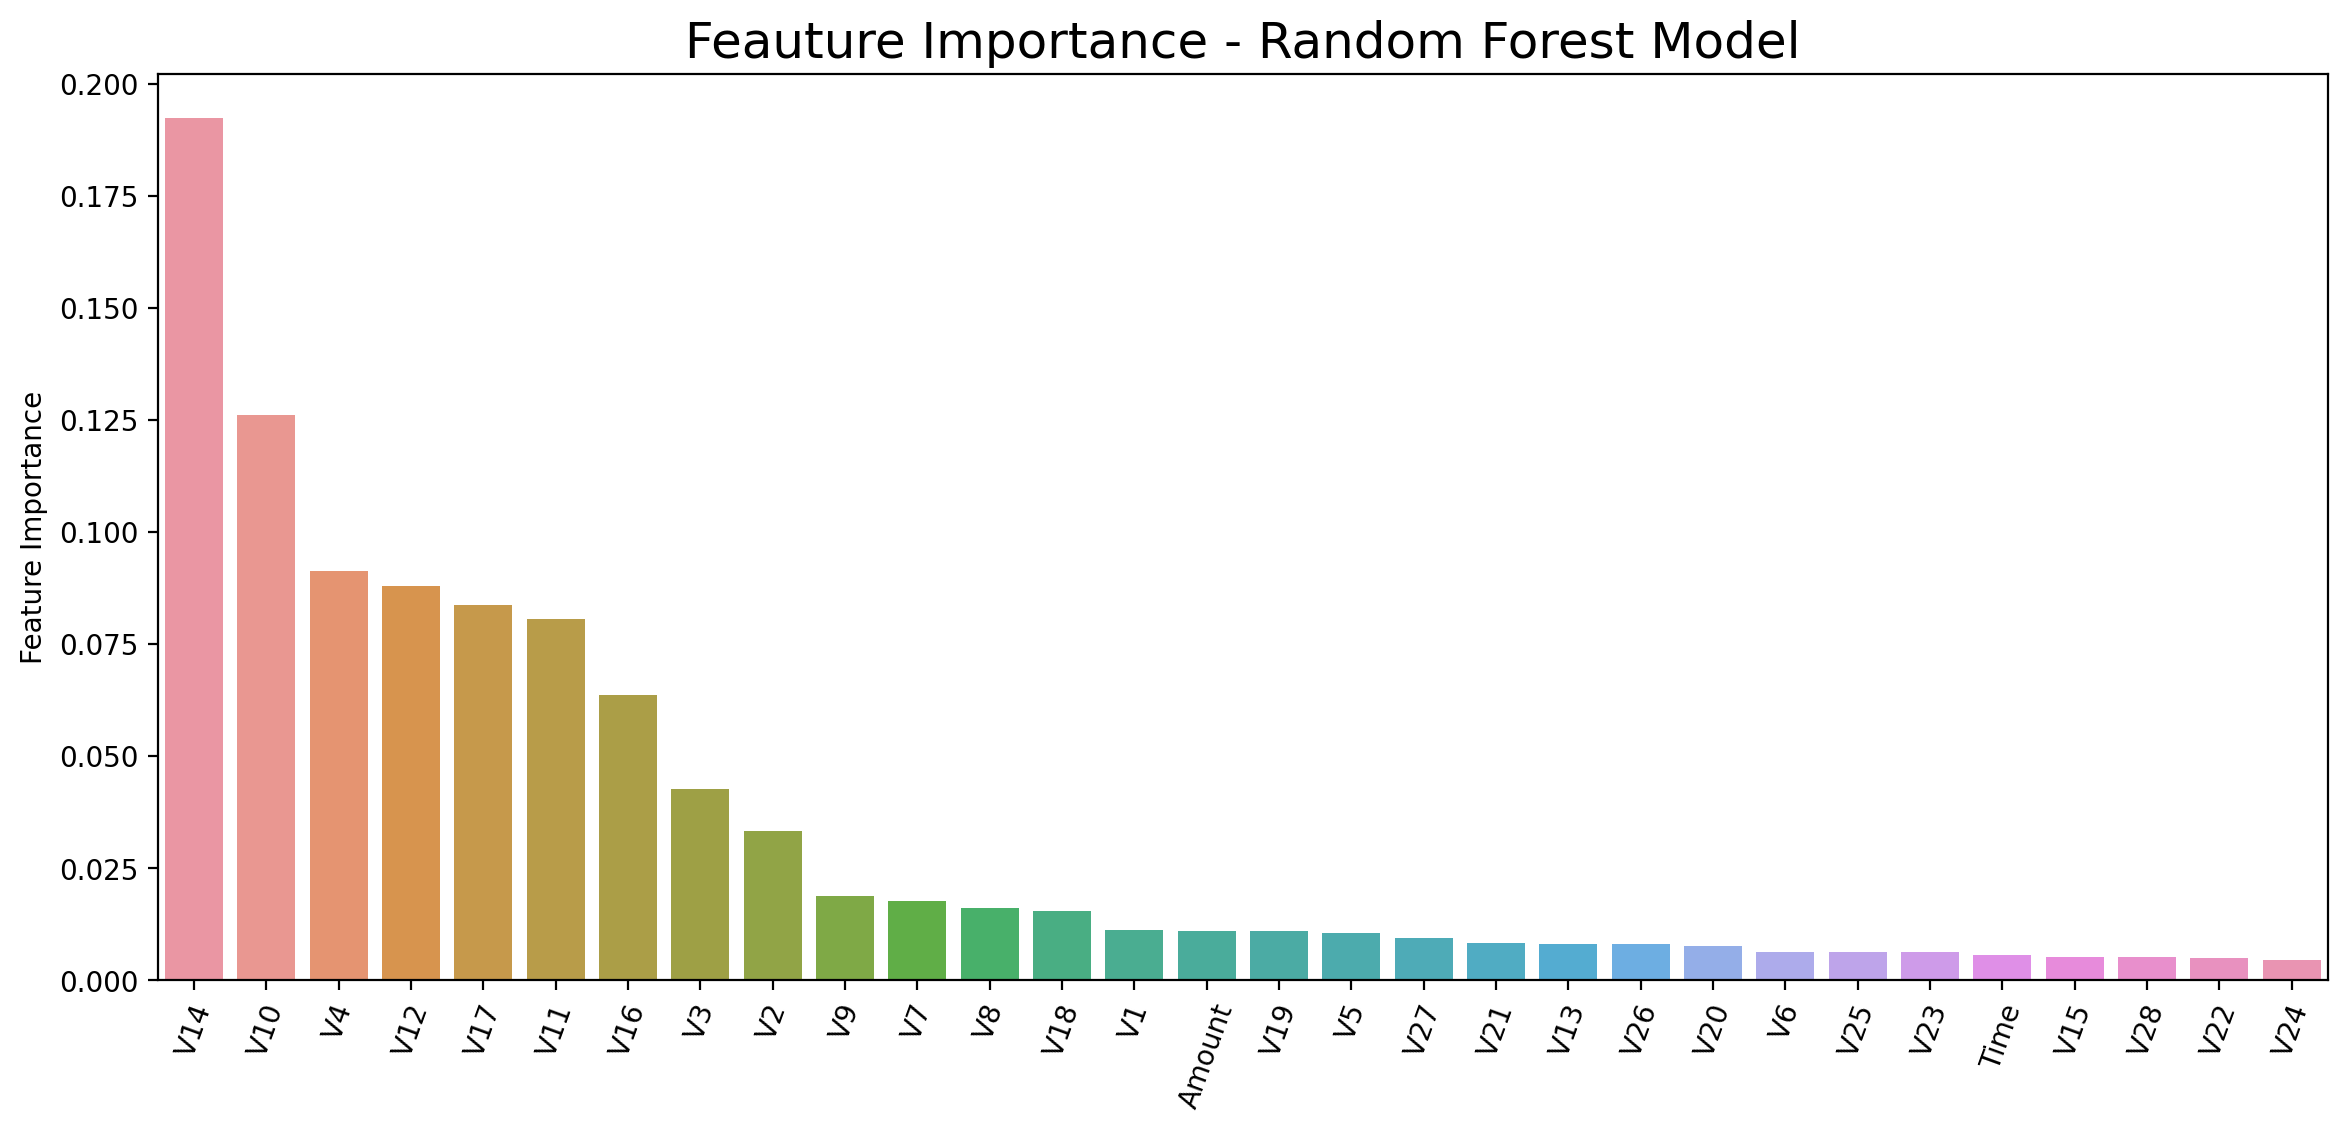 Feauture Importance - Random Forest Model
0.200
0.175
0.150
0.125
0.100
0.075
0.050
0.025
0.000
Feature Importance
V14
V10
V4
V12
V17
V11
V16
V3
V2
V9
V7
V8
V18
V1
Amount
V19
V5
V27
V21
V13
V26
V20
V6
V25
V23
Time
V15
V28
V22
V24